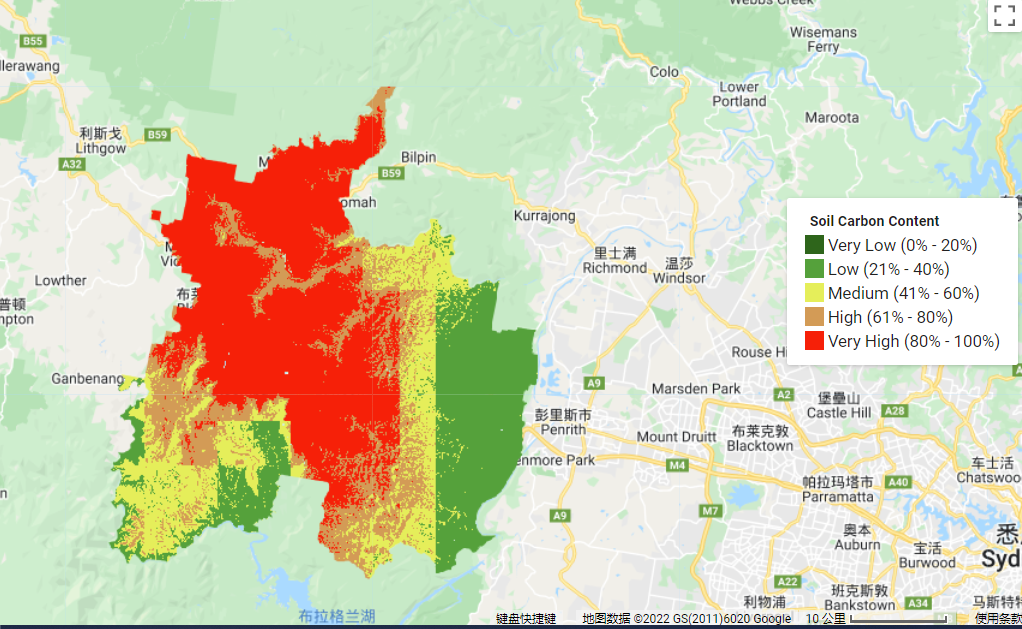 Webbs Creek
B55
Wisemans
Ferry
llerawang
Colo
Lower
Portland
Maroota
利斯戈
Lithgow
B59
A32
Bilpin
B59
omah
Kurrajong
里士满
Richmond
温莎
Windsor
Lowther
普顿
npton
Soil Carbon Content
Very Low (0% - 20%)
Low (21% - 40%)
Medium (41% - 60%)
High (61% - 80%)
Very High (80% - 100%)
Rouse Hi
Ganbenang
A9
Marsden Park
A2
堡壘山
Castle Hill
A28
彭里斯市
Penrith
Mount Druitt
布莱克敦
Blacktown
enmore Park
M4
车士活
Chatswoo
帕拉玛塔市
Parramatta
A40
A9
M7
奥本
Auburn
宝活
Burwood
悉
Syd
A22
班克斯敦
Bankstown
A34
利物浦
马斯特
布拉格兰湖
键盘快捷键
地图数据 ©2022 GS(2011)6020 Google
10 公里
使用条款